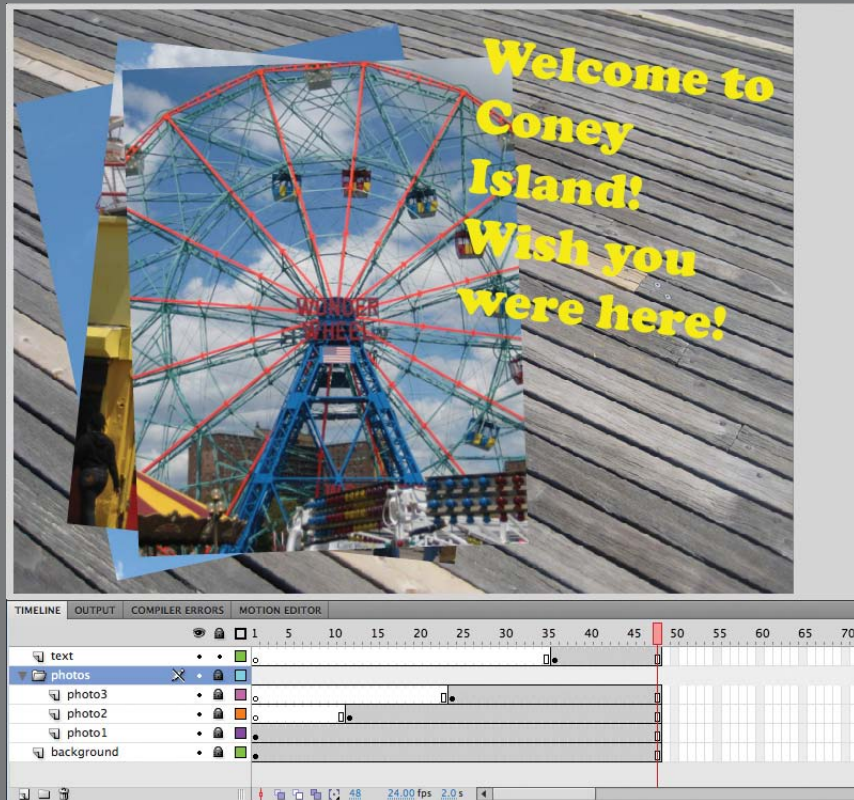 Welcome to
Coney
Island!
Wish you
were here!
WONDER
WHEEL
TIMELINE OUTPUT COMPILER ERRORS MOTION EDITOR
1 5 10 15 20 25 30 35 40 45 50 55 60 65 70
text
photos
photo3
photo2
photo1
background
48 24.00 fps 2.0 s